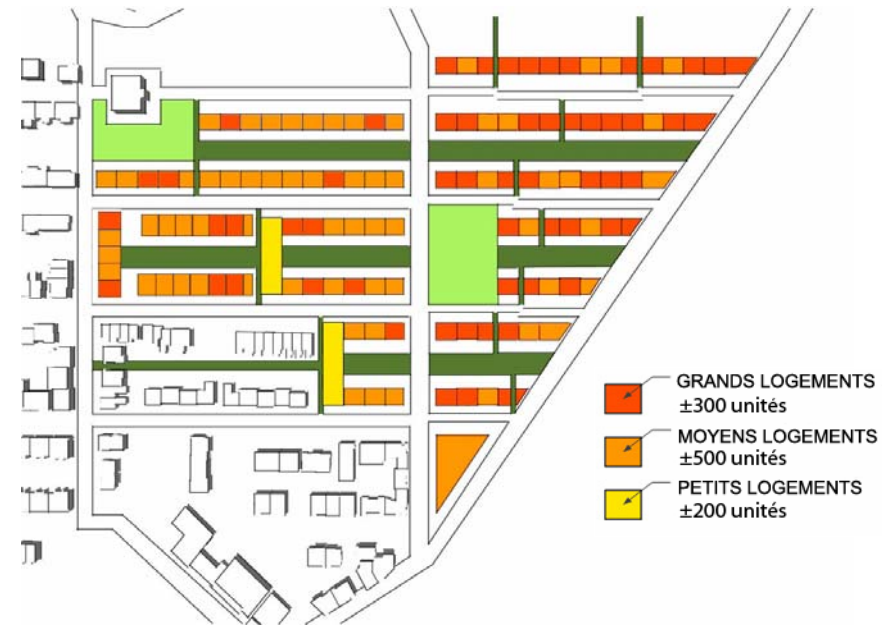 GRANDS LOGEMENTS
±300 unités
MOYENS LOGEMENTS
±500 unités
PETITS LOGEMENTS
±200 unités